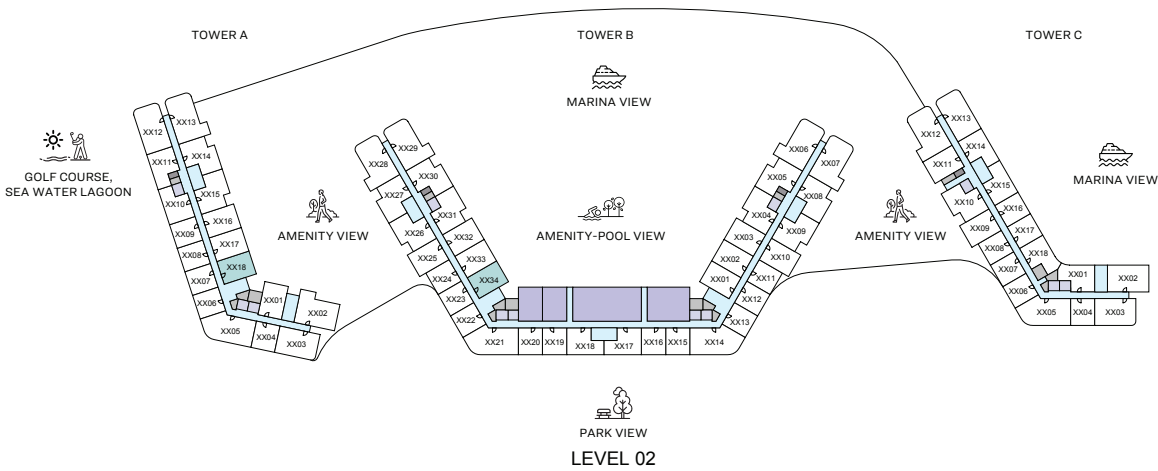 TOWER A
TOWER B
TOWER C
MARINA VIEW
GOLF COURSE,
SEA WATER LAGOON
AMENITY VIEW
AMENITY-POOL VIEW
AMENITY VIEW
MARINA VIEW
XX12
XX13
XX11
XX14
XX10
XX15
XX09
XX16
XX08
XX17
XX07
XX18
XX06
XX01
XX02
XX05
XX04
XX03
XX28
XX29
XX27
XX30
XX26
XX31
XX25
XX32
XX24
XX33
XX23
XX34
XX22
XX21
XX20
XX19
XX18
XX17
XX16
XX15
XX14
XX06
XX07
XX05
XX08
XX04
XX09
XX03
XX10
XX02
XX11
XX01
XX12
XX13
XX12
XX13
XX11
XX14
XX10
XX15
XX09
XX16
XX08
XX17
XX07
XX18
XX06
XX01
XX02
XX05
XX04
XX03
PARK VIEW
LEVEL 02